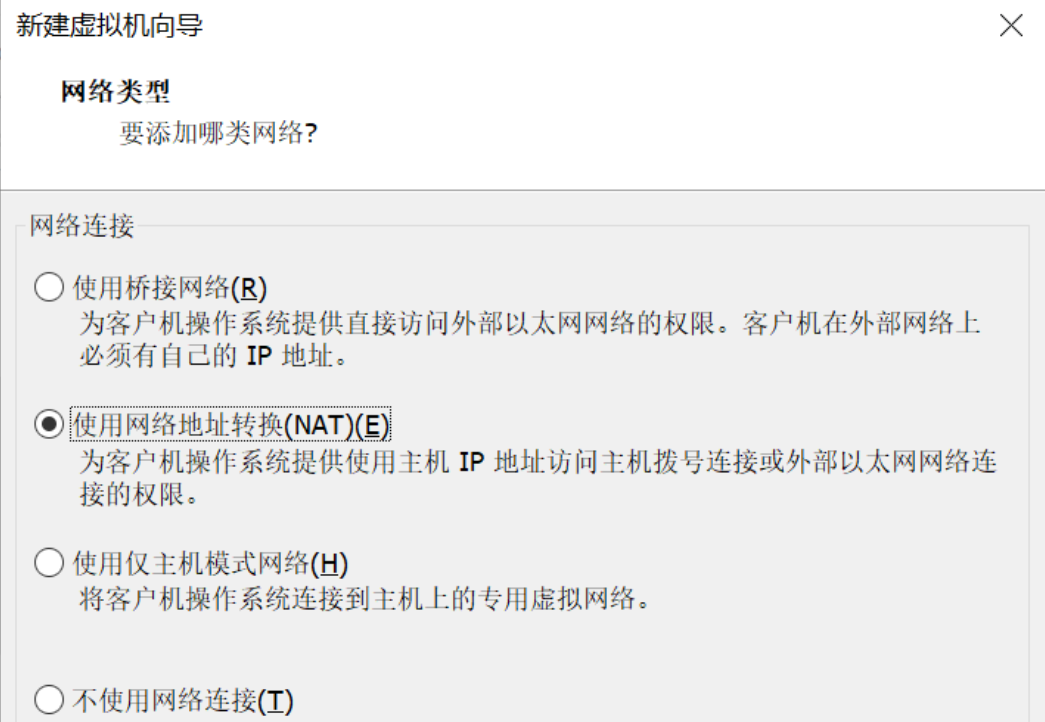 新建虚拟机向导
网络类型
要添加哪类网络?
网络连接
使用桥接网络(R)
为客户机操作系统提供直接访问外部以太网网络的权限。客户机在外部网络上
必须有自己的 IP 地址。
使用网络地址转换(NAT)(E)
为客户机操作系统提供使用主机 IP 地址访问主机拨号连接或外部以太网网络连
接的权限。
使用仅主机模式网络(H)
将客户机操作系统连接到主机上的专用虚拟网络。
不使用网络连接(T)